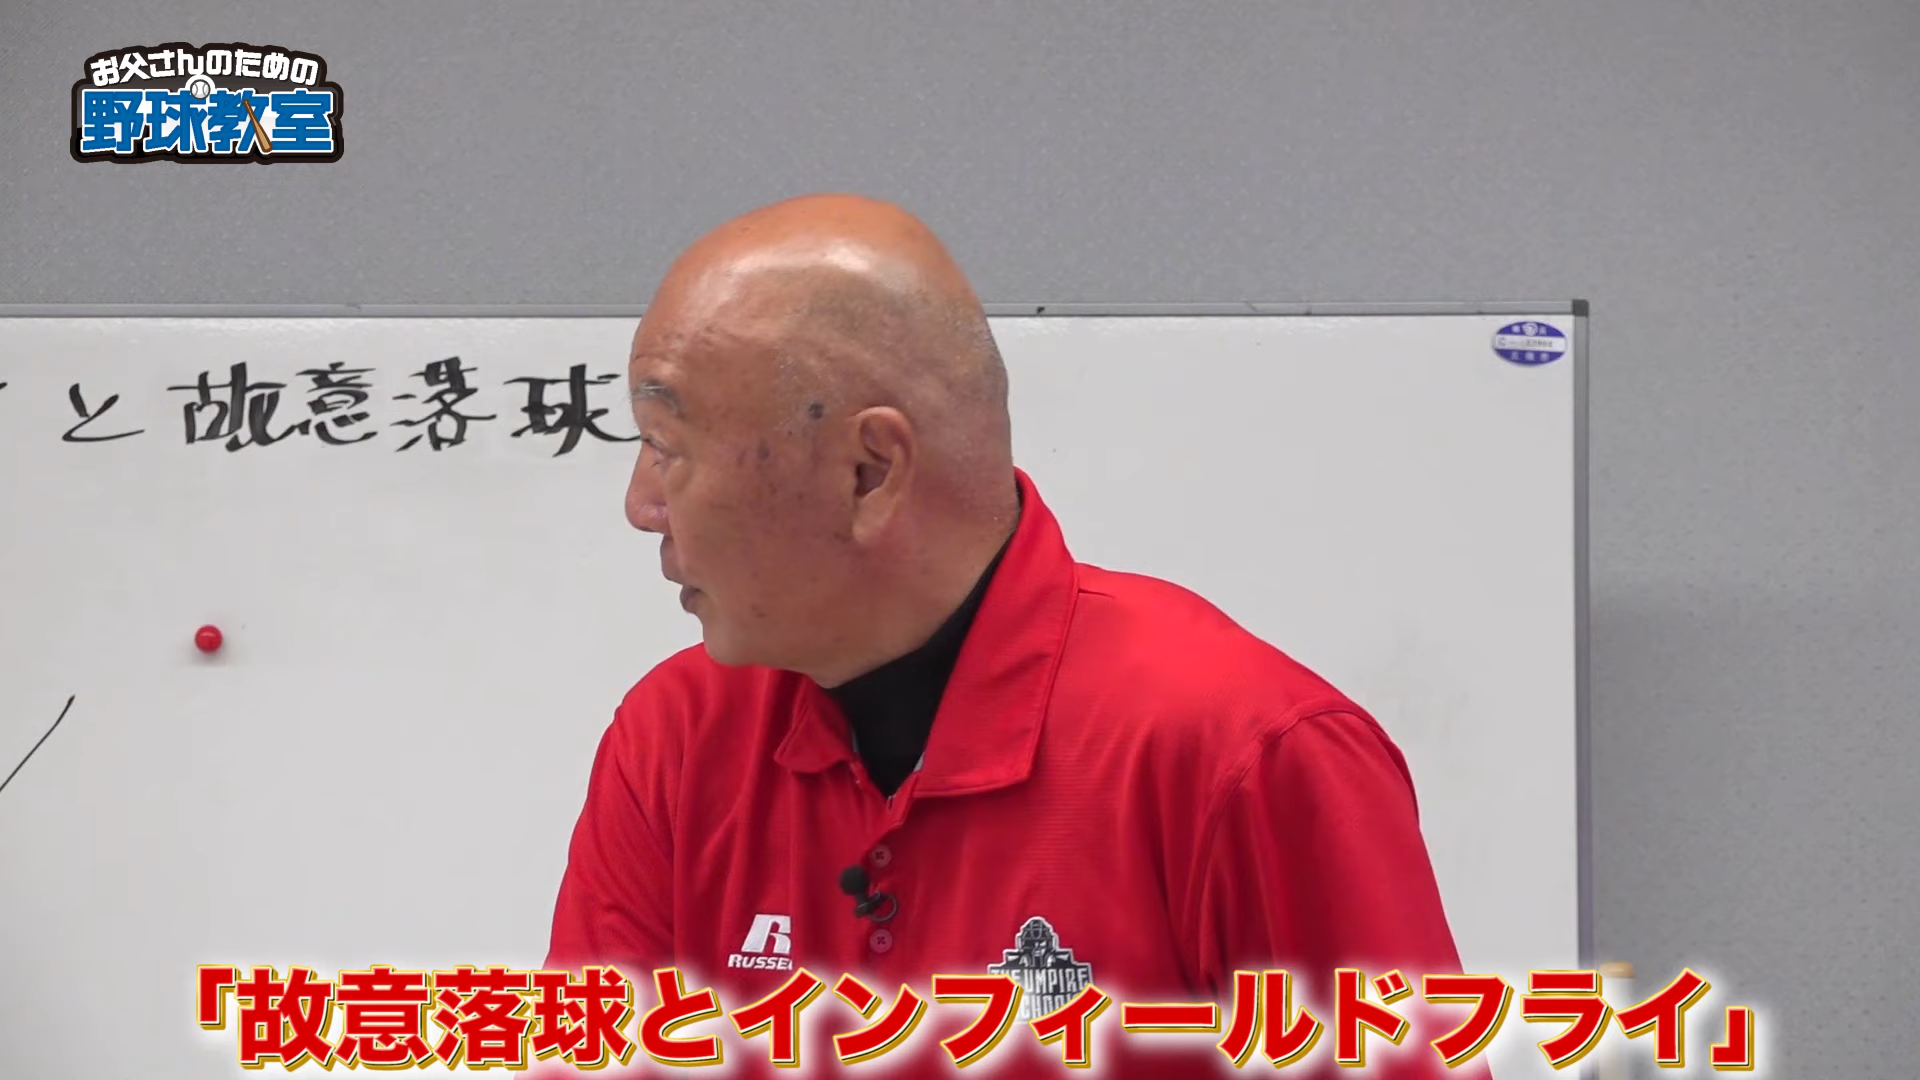 お父さんのための
野球教室
と故意落球
RUSSE
THE UMPIRE
SCHOOL
「故意落球とインフィールドフライ」